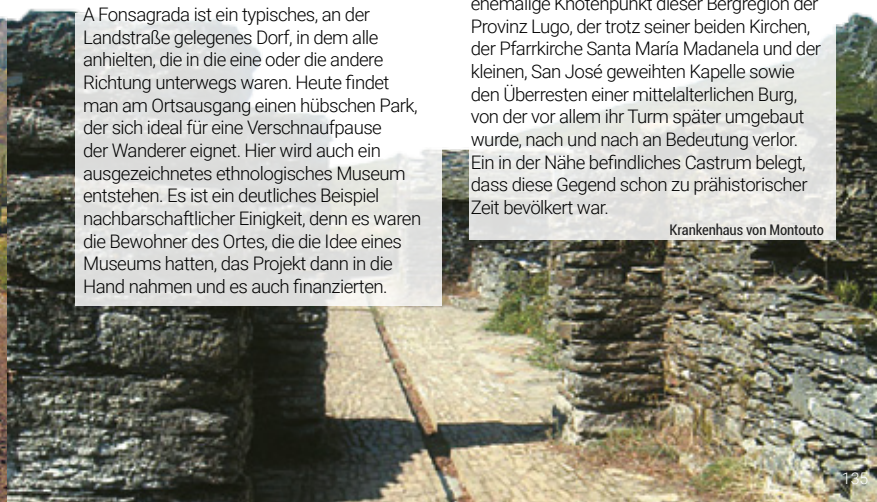 A Fonsagrada ist ein typisches, an der
Landstraße gelegenes Dorf, in dem alle
anhielten, die in die eine oder die andere
Richtung unterwegs waren. Heute findet
man am Ortsausgang einen hübschen Park,
der sich ideal für eine Verschnaufpause
der Wanderer eignet. Hier wird auch ein
ausgezeichnetes ethnologisches Museum
entstehen. Es ist ein deutliches Beispiel
nachbarschaftlicher Einigkeit, denn es waren
die Bewohner des Ortes, die die Idee eines
Museums hatten, das Projekt dann in die
Hand nahmen und es auch finanzierten.
ehemalige Knotenpunkt dieser Bergregion der
Provinz Lugo, der trotz seiner beiden Kirchen,
der Pfarrkirche Santa María Madanela und der
kleinen, San José geweihten Kapelle sowie
den Überresten einer mittelalterlichen Burg,
von der vor allem ihr Turm später umgebaut
wurde, nach und nach an Bedeutung verlor.
Ein in der Nähe befindliches Castrum belegt,
dass diese Gegend schon zu prähistorischer
Zeit bevölkert war.
Krankenhaus von Montouto
135